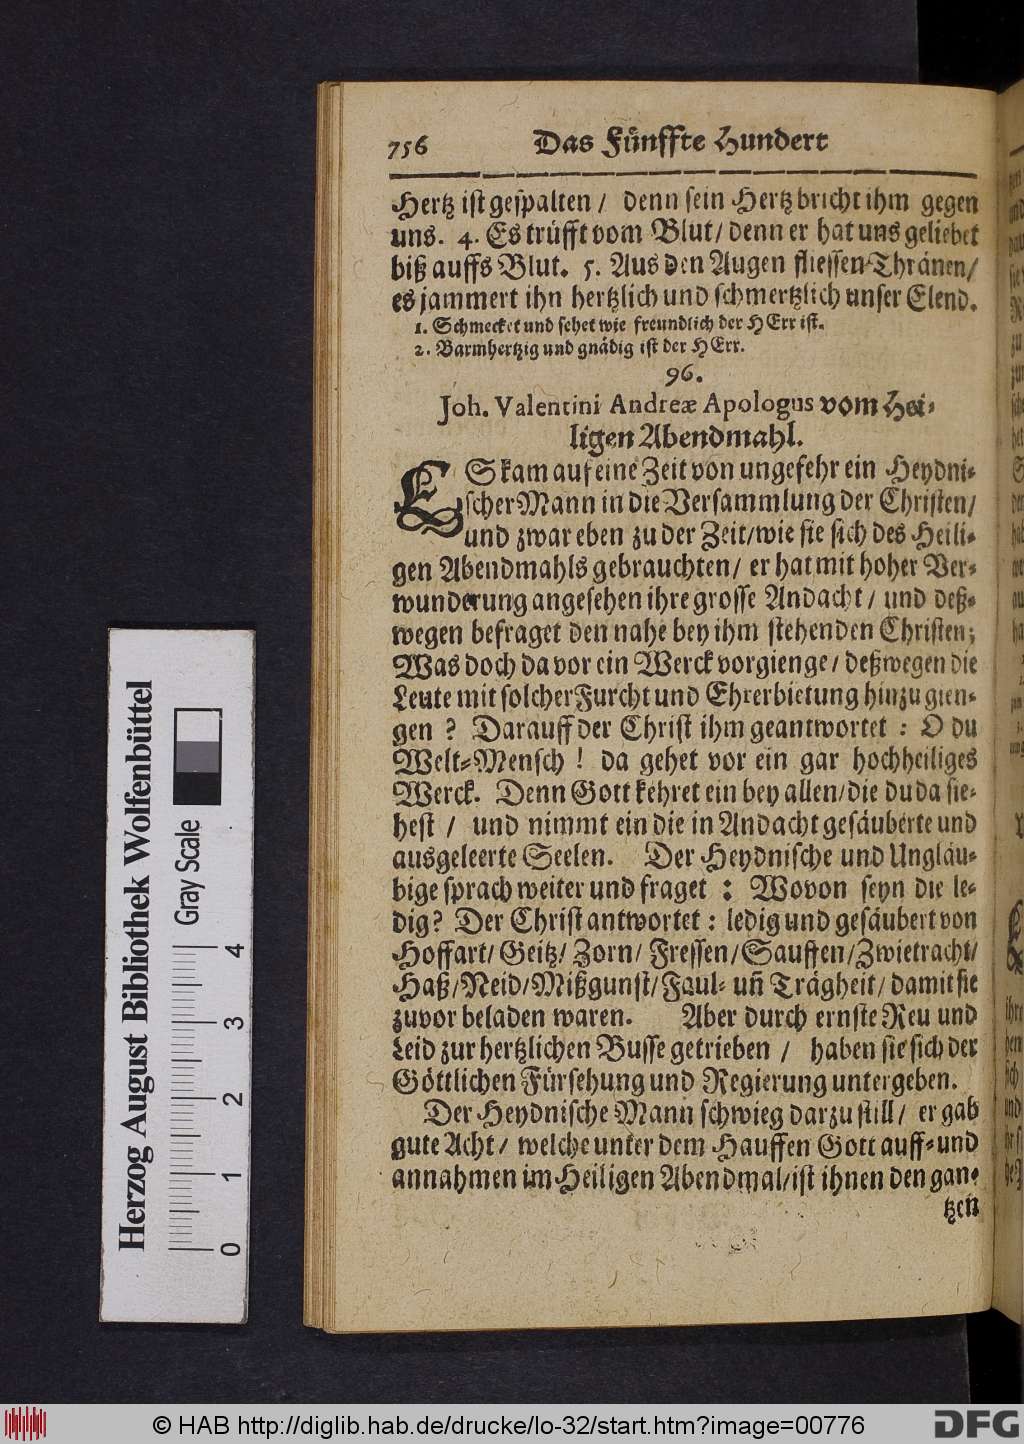 756 Das Fünffte Hundert
Hertz ist gespalten / denn sein Hertz bricht ihm gegen
uns. 4. Es trüfft vom Blut / denn er hat uns geliebet
biß auffs Blut. 5. Aus den Augen fliessen Thränen /
es jammert ihn hertzlich und schmertzlich unser Elend.
1. Schmecket und sehet wie freundlich der HErr ist.
2. Barmhertzig und gnädig ist der HErr.
96.
Joh. Valentini Andreæ Apologus vom Hei-
ligen Abendmahl.
ES kam auf eine Zeit von ungefehr ein Heydni-
scher Mann in die Versammlung der Christen /
und zwar eben zu der Zeit / wie sie sich des Heili-
gen Abendmahls gebrauchten / er hat mit hoher Ver-
wunderung angesehen ihre grosse Andacht / und deß-
wegen befraget den nahe bey ihm stehenden Christen;
Was doch da vor ein Werck vorgienge / deßwegen die
Leute mit solcher Furcht und Ehrerbietung hinzu gien-
gen ? Darauff der Christ ihm geantwortet : O du
Welt-Mensch ! da gehet vor ein gar hochheiliges
Werck. Denn Gott kehret ein bey allen / die du da sie-
hest / und nimmt ein die in Andacht gesäuberte und
ausgeleerte Seelen. Der Heydnische und Ungläu-
bige sprach weiter und fraget : Wovon seyn die le-
dig? Der Christ antwortet : ledig und gesäubert von
Hoffart / Geitz / Zorn / Fressen / Sauffen / Zwietracht /
Haß / Neid / Mißgunst / Faul- uñ Trägheit / damit sie
zuvor beladen waren. Aber durch ernste Reu und
Leid zur hertzlichen Busse getrieben / haben sie sich der
Göttlichen Fürsehung und Regierung untergeben.
Der Heydnische Mann schwieg darzu still / er gab
gute Acht / welche unter dem Hauffen Gott auff- und
annahmen im Heiligen Abendmal / ist ihnen den gan-
tzen
Herzog August Bibliothek Wolfenbüttel
Gray Scale
0 1 2 3 4
© HAB http://diglib.hab.de/drucke/lo-32/start.htm?image=00776
DFG